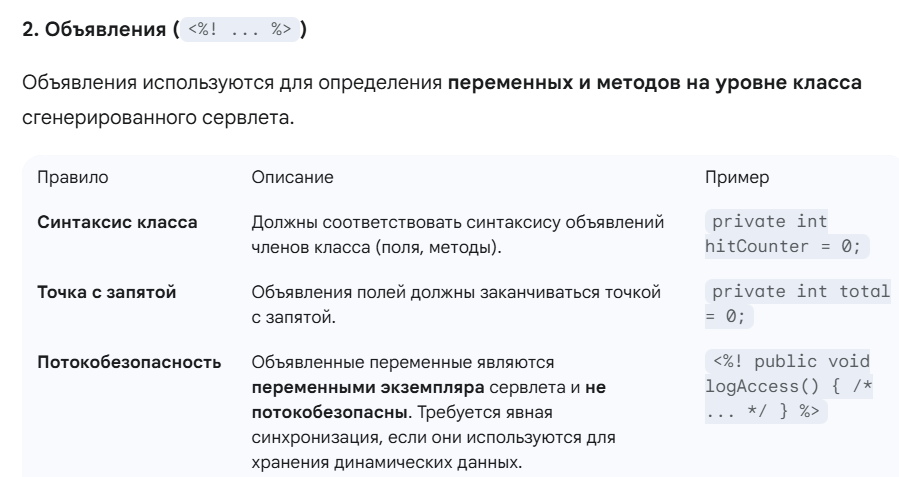 2. Объявления ( <%! ... %> )
Объявления используются для определения переменных и методов на уровне класса
сгенерированного сервлета.
Правило Описание Пример
Синтаксис класса Должны соответствовать синтаксису объявлений private int
членов класса (поля, методы). hitCounter = 0;
Точка с запятой Объявления полей должны заканчиваться точкой private int total
с запятой. = 0;
Потокобезопасность Объявленные переменные являются <%! public void
переменными экземпляра сервлета и не logAccess() { /*
потокобезопасны. Требуется явная ... */ } %>
синхронизация, если они используются для
хранения динамических данных.